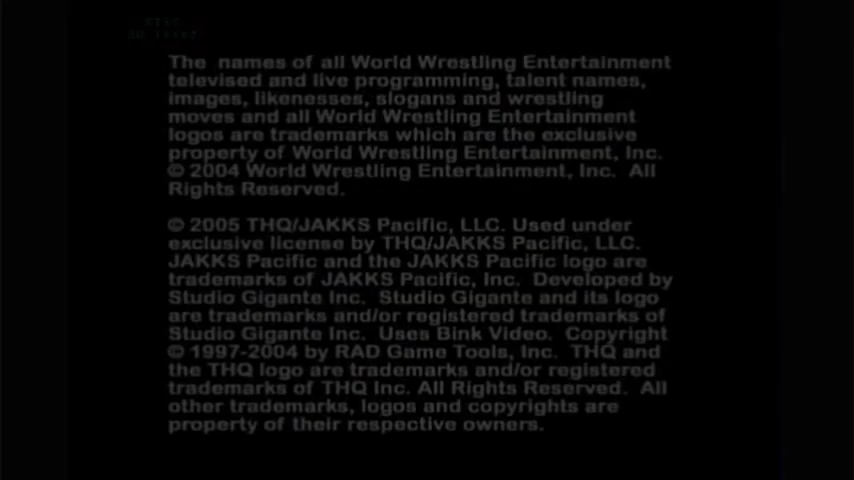 The names of all World Wrestling Entertainment
televised and live programming, talent names,
images, likenesses, slogans and wrestling
moves and all World Wrestling Entertainment
logos are trademarks which are the exclusive
property of World Wrestling Entertainment, Inc.
© 2004 World Wrestling Entertainment, Inc. All
Rights Reserved.
© 2005 THQ/JAKKS Pacific, LLC. Used under
exclusive license by THQ/JAKKS Pacific, LLC.
JAKKS Pacific and the JAKKS Pacific logo are
trademarks of JAKKS Pacific, Inc. Developed by
Studio Gigante Inc. Studio Gigante and its logo
are trademarks and/or registered trademarks of
Studio Gigante Inc. Uses Bink Video. Copyright
© 1997-2004 by RAD Game Tools, Inc. THQ and
the THQ logo are trademarks and/or registered
trademarks of THQ Inc. All Rights Reserved. All
other trademarks, logos and copyrights are
property of their respective owners.